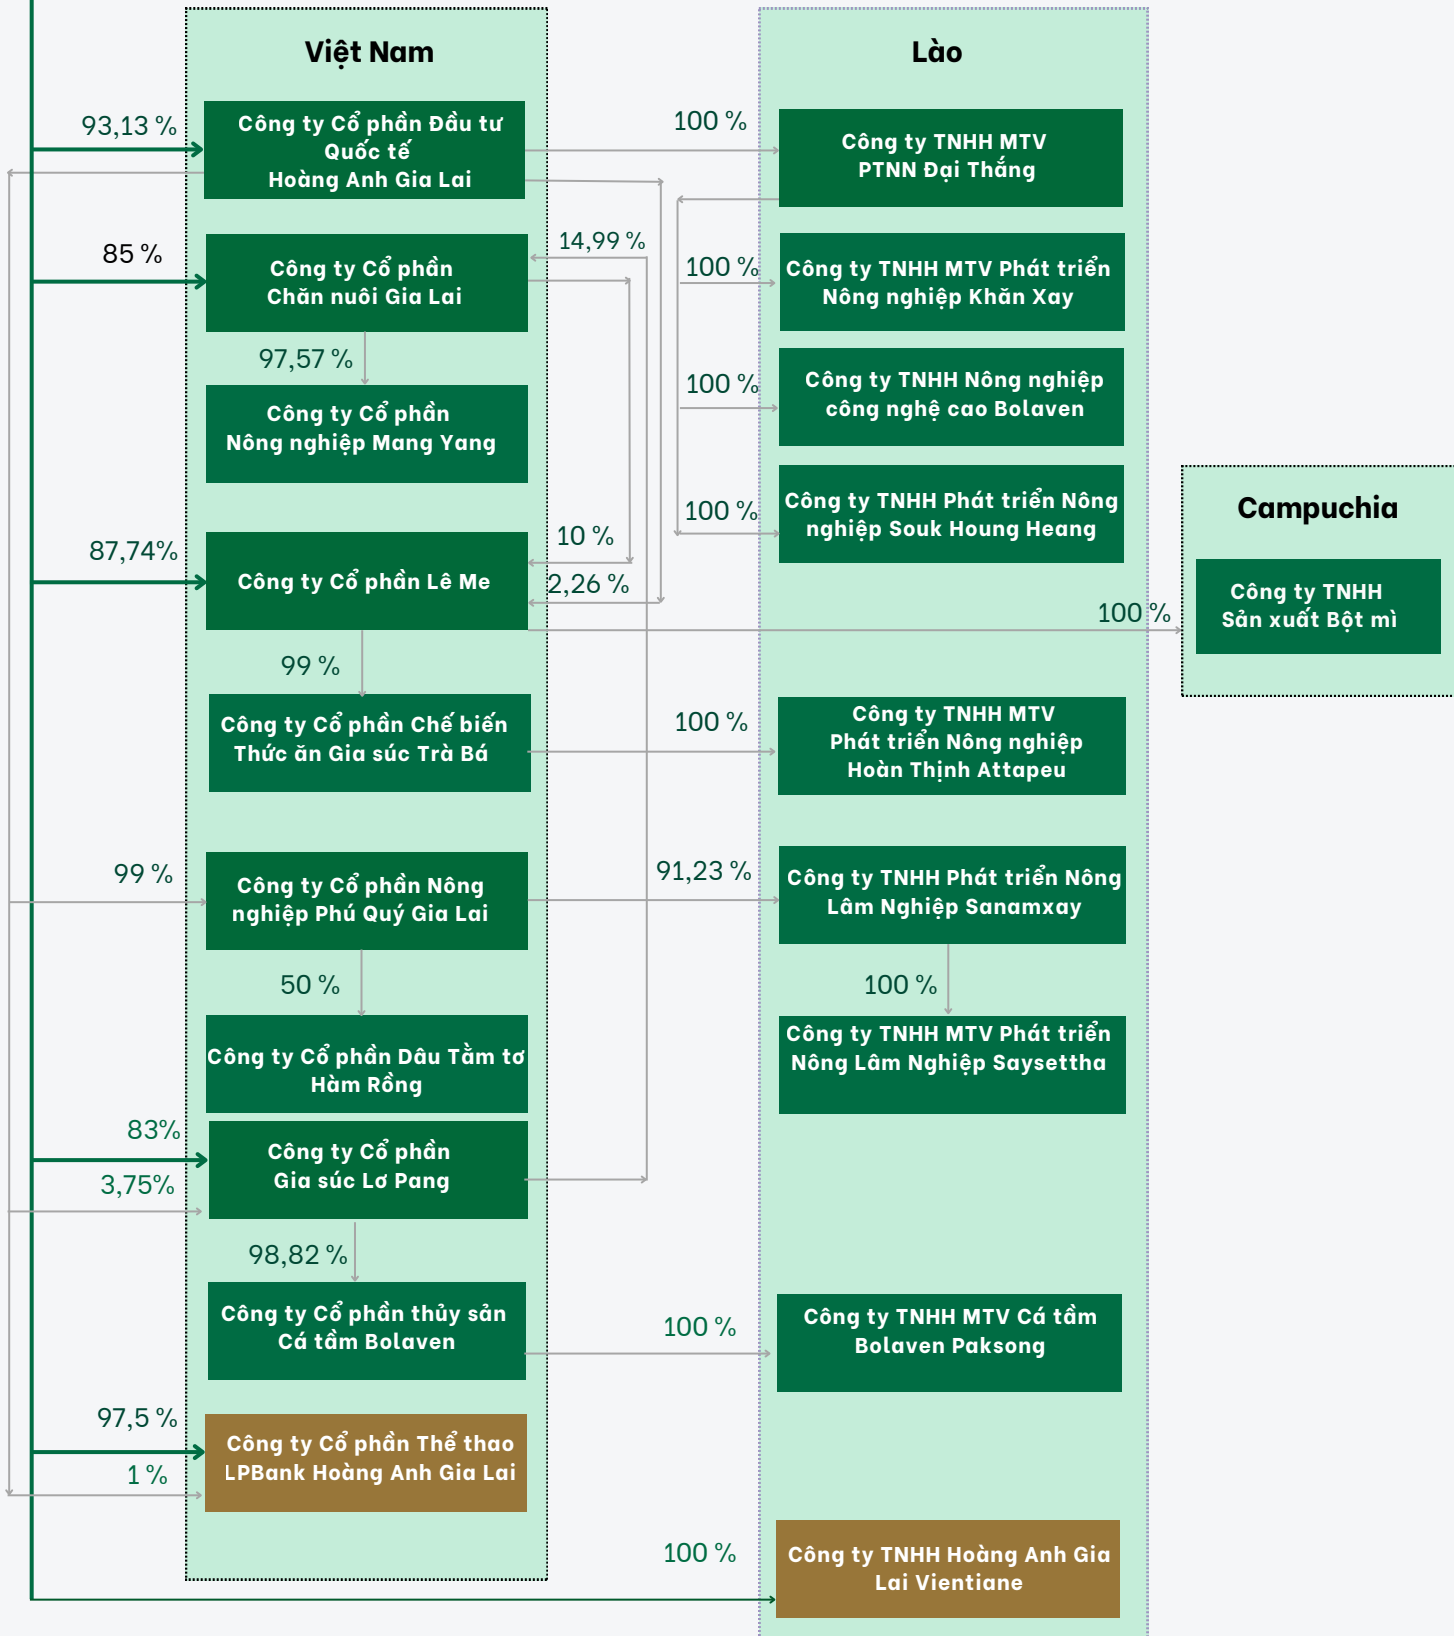 Việt Nam
93,13 %
Công ty Cổ phần Đầu tư
Quốc tế
Hoàng Anh Gia Lai
85 %
14,99 %
Công ty Cổ phần
Chăn nuôi Gia Lai
97,57 %
Công ty Cổ phần
Nông nghiệp Mang Yang
87,74%
10 %
2,26 %
Công ty Cổ phần Lê Me
99 %
Công ty Cổ phần Chế biến
Thức ăn Gia súc Trà Bá
99 %
Công ty Cổ phần Nông
nghiệp Phú Quý Gia Lai
50 %
Công ty Cổ phần Dâu Tằm tơ
Hàm Rồng
83%
3,75%
Công ty Cổ phần
Gia súc Lơ Pang
98,82 %
Công ty Cổ phần thủy sản
Cá tầm Bolaven
97,5 %
1 %
Công ty Cổ phần Thể thao
LPBank Hoàng Anh Gia Lai
Lào
100 %
Công ty TNHH MTV
PTNN Đại Thắng
100 %
Công ty TNHH MTV Phát triển
Nông nghiệp Khăn Xay
100 %
Công ty TNHH Nông nghiệp
công nghệ cao Bolaven
100 %
Công ty TNHH Phát triển Nông
nghiệp Souk Houng Heang
100 %
Công ty TNHH MTV
Phát triển Nông nghiệp
Hoàn Thịnh Attapeu
91,23 %
Công ty TNHH Phát triển Nông
Lâm Nghiệp Sanamxay
100 %
Công ty TNHH MTV Phát triển
Nông Lâm Nghiệp Saysettha
100 %
Công ty TNHH MTV Cá tầm
Bolaven Paksong
100 %
Công ty TNHH Hoàng Anh Gia
Lai Vientiane
Campuchia
100 %
Công ty TNHH
Sản xuất Bột mì